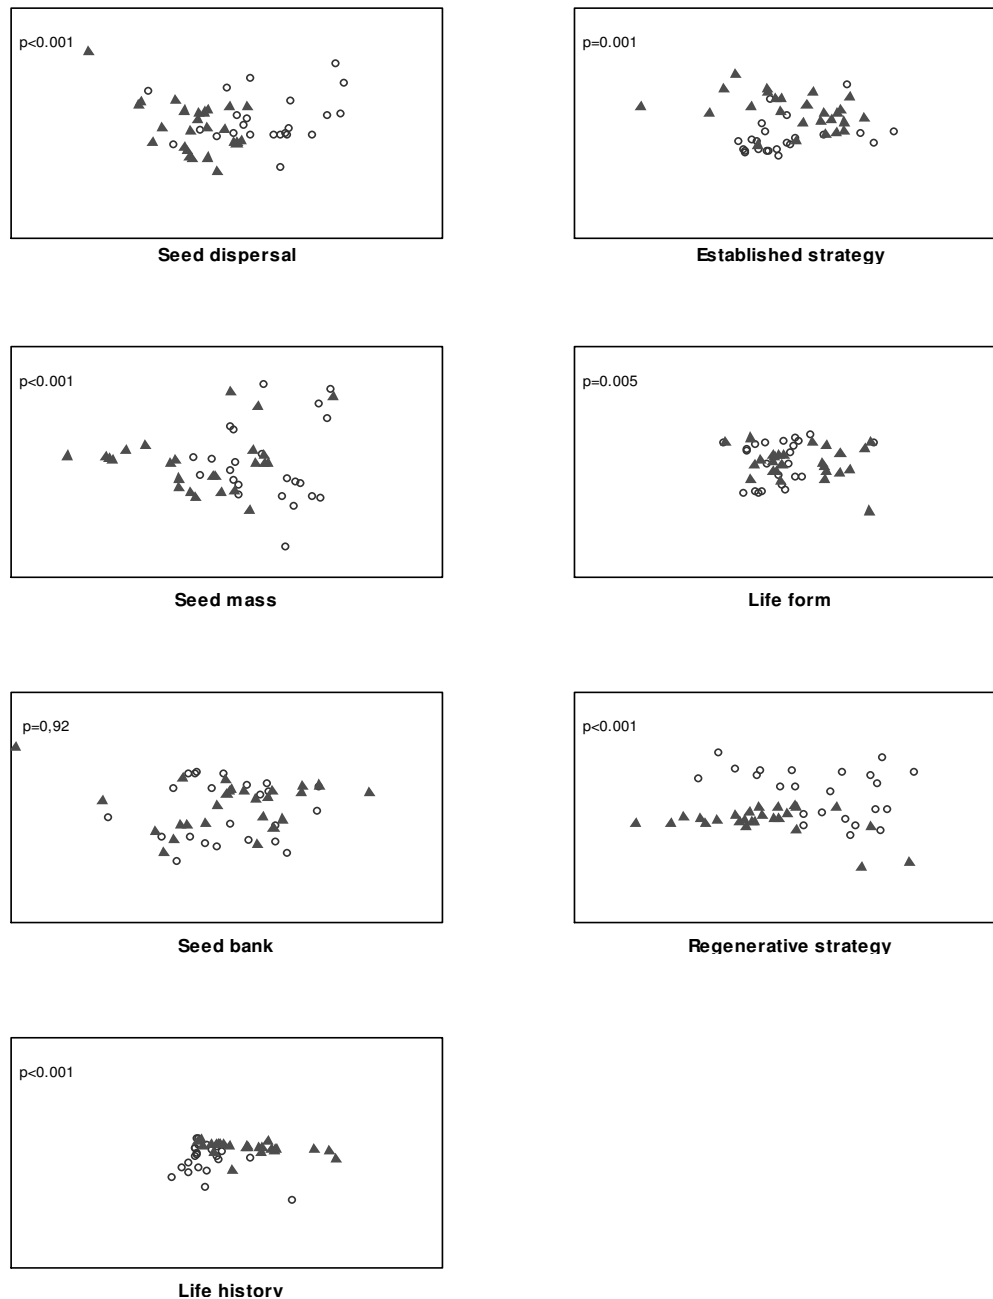 p<0.001
Seed dispersal
p=0.001
Established strategy
p<0.001
Seed mass
p=0.005
Life form
p=0,92
Seed bank
p<0.001
Regenerative strategy
p<0.001
Life history